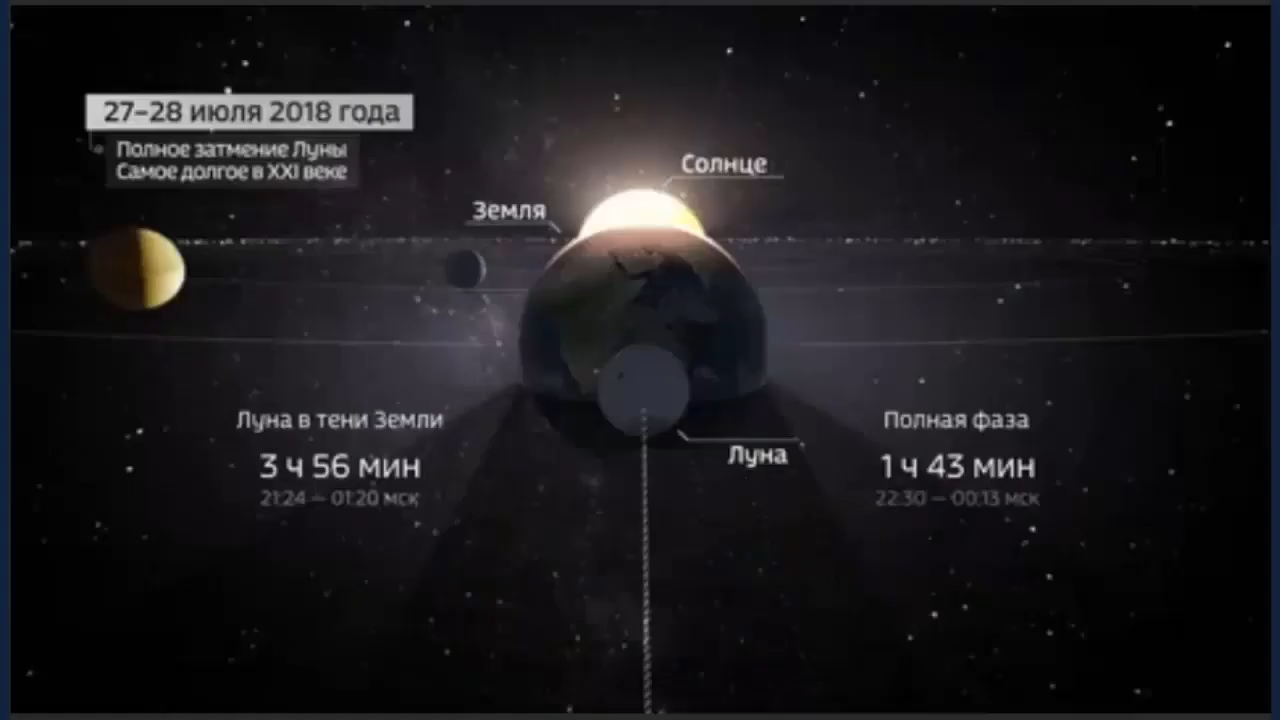 27–28 июля 2018 года
Полное затмение Луны
Самое долгое в XXI веке
Солнце
Земля
Луна в тени Земли
3 ч 56 мин
21:24 — 01:20 мск
Луна
Полная фаза
1 ч 43 мин
22:30 — 00:13 мск